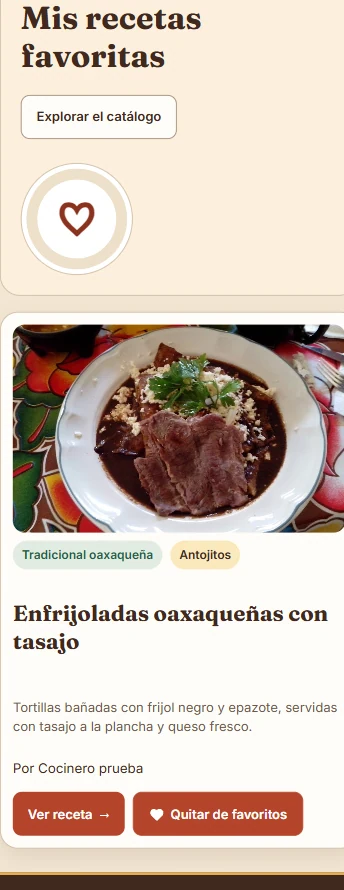 Mis recetas
favoritas
Explorar el catálogo
Tradicional oaxaqueña
Antojitos
Enfrijoladas oaxaqueñas con
tasajo
Tortillas bañadas con frijol negro y epazote, servidas
con tasajo a la plancha y queso fresco.
Por Cocinero prueba
Ver receta →
Quitar de favoritos